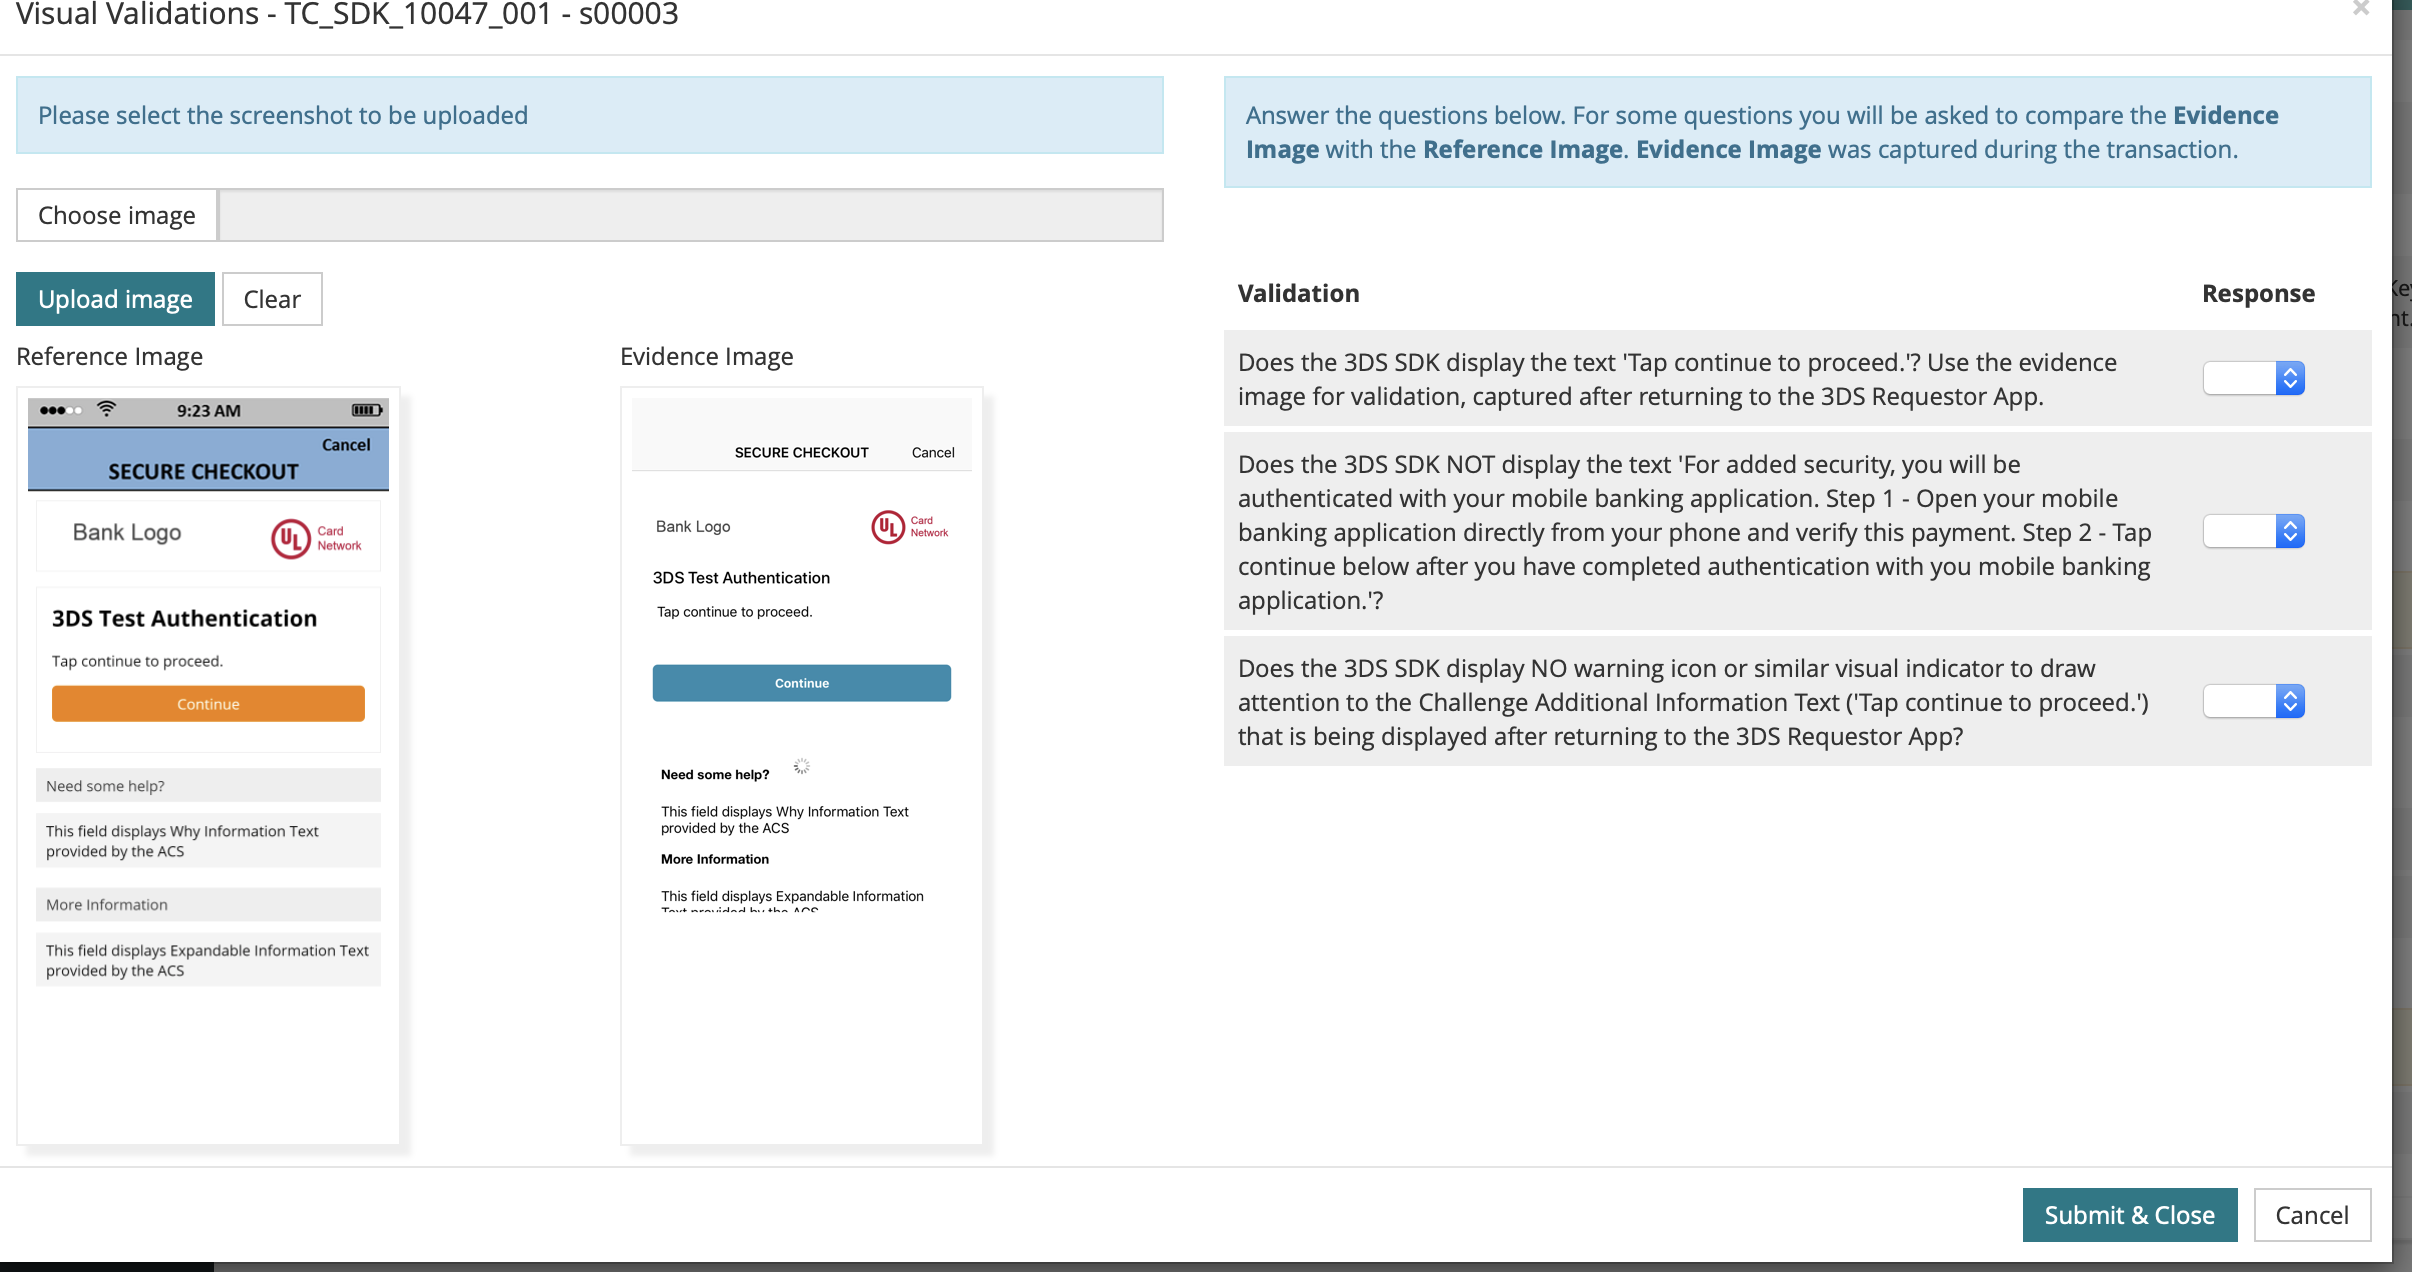 Visual Validations - TC_SDK_10047_001 - s00003
×
Please select the screenshot to be uploaded
Choose image
Upload image
Clear
Reference Image
9:23 AM
Cancel
SECURE CHECKOUT
Bank Logo
UL
Card
Network
3DS Test Authentication
Tap continue to proceed.
Continue
Need some help?
This field displays Why Information Text
provided by the ACS
More Information
This field displays Expandable Information Text
provided by the ACS
Evidence Image
SECURE CHECKOUT
Cancel
Bank Logo
UL
Card
Network
3DS Test Authentication
Tap continue to proceed.
Continue
Need some help?
This field displays Why Information Text
provided by the ACS
More Information
This field displays Expandable Information
Text provided by the ACS
Answer the questions below. For some questions you will be asked to compare the Evidence
Image with the Reference Image. Evidence Image was captured during the transaction.
Validation
Response
Does the 3DS SDK display the text 'Tap continue to proceed.'? Use the evidence
image for validation, captured after returning to the 3DS Requestor App.
Does the 3DS SDK NOT display the text 'For added security, you will be
authenticated with your mobile banking application. Step 1 - Open your mobile
banking application directly from your phone and verify this payment. Step 2 - Tap
continue below after you have completed authentication with you mobile banking
application.'?
Does the 3DS SDK display NO warning icon or similar visual indicator to draw
attention to the Challenge Additional Information Text ('Tap continue to proceed.')
that is being displayed after returning to the 3DS Requestor App?
Submit & Close
Cancel